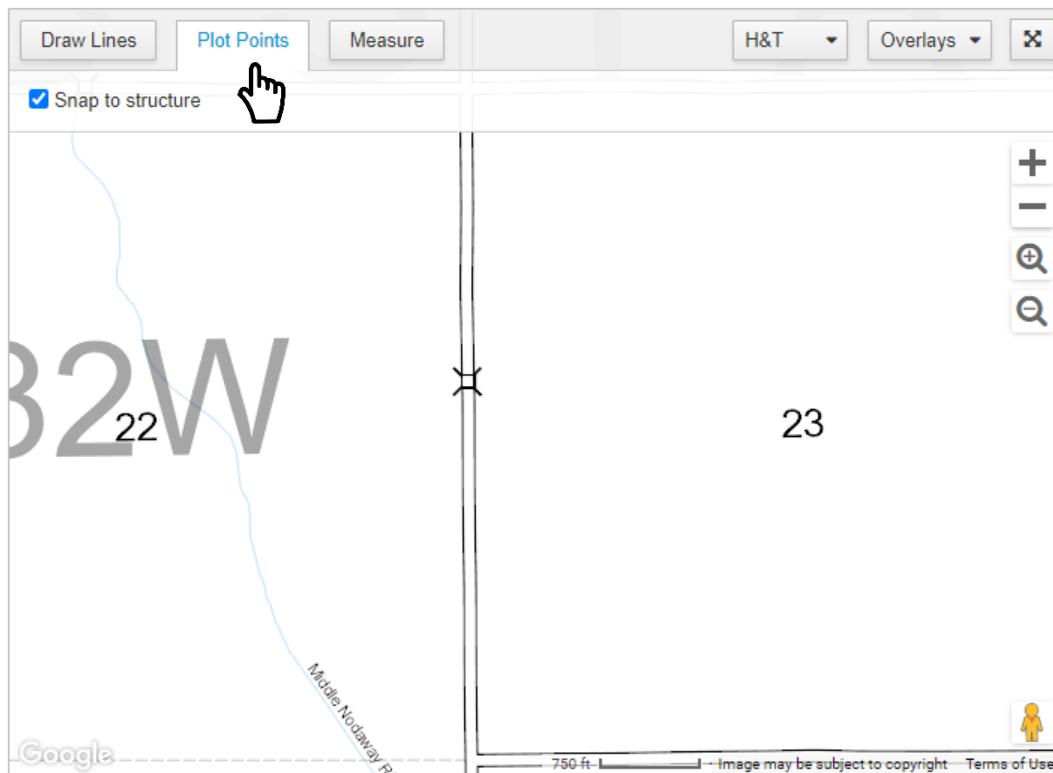 Draw Lines Plot Points Measure H&T Overlays
Snap to structure
32W
22
23
Middle Nodaway R
Google
750 ft Image may be subject to copyright Terms of Use